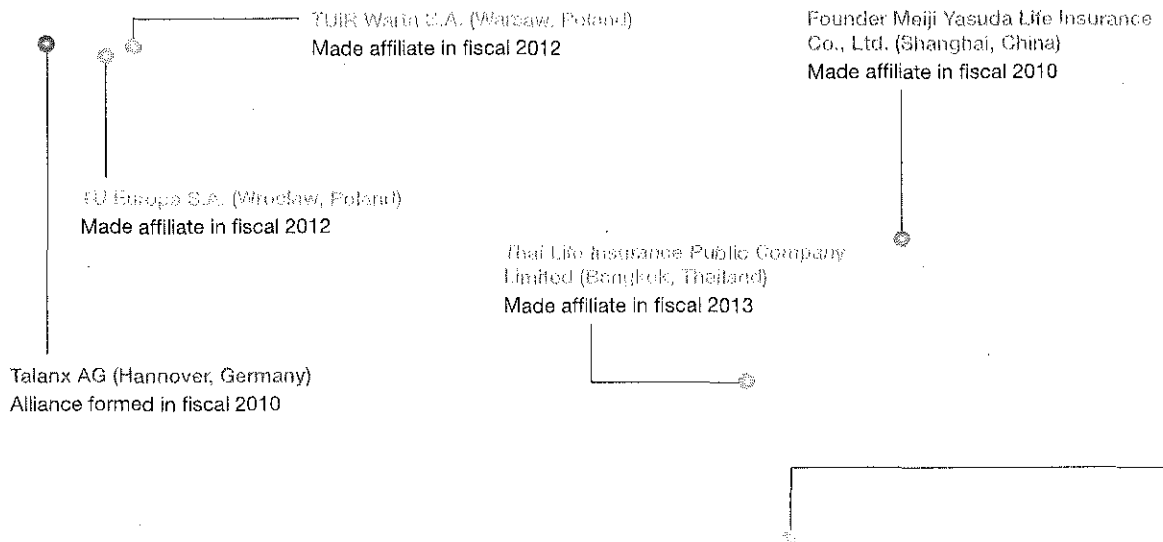 TUiR Warta S.A. (Warsaw, Poland)
Made affiliate in fiscal 2012
Founder Meiji Yasuda Life Insurance
Co., Ltd. (Shanghai, China)
Made affiliate in fiscal 2010
TU Europa S.A. (Wrocław, Poland)
Made affiliate in fiscal 2012
Thai Life Insurance Public Company
Limited (Bangkok, Thailand)
Made affiliate in fiscal 2013
Talanx AG (Hannover, Germany)
Alliance formed in fiscal 2010